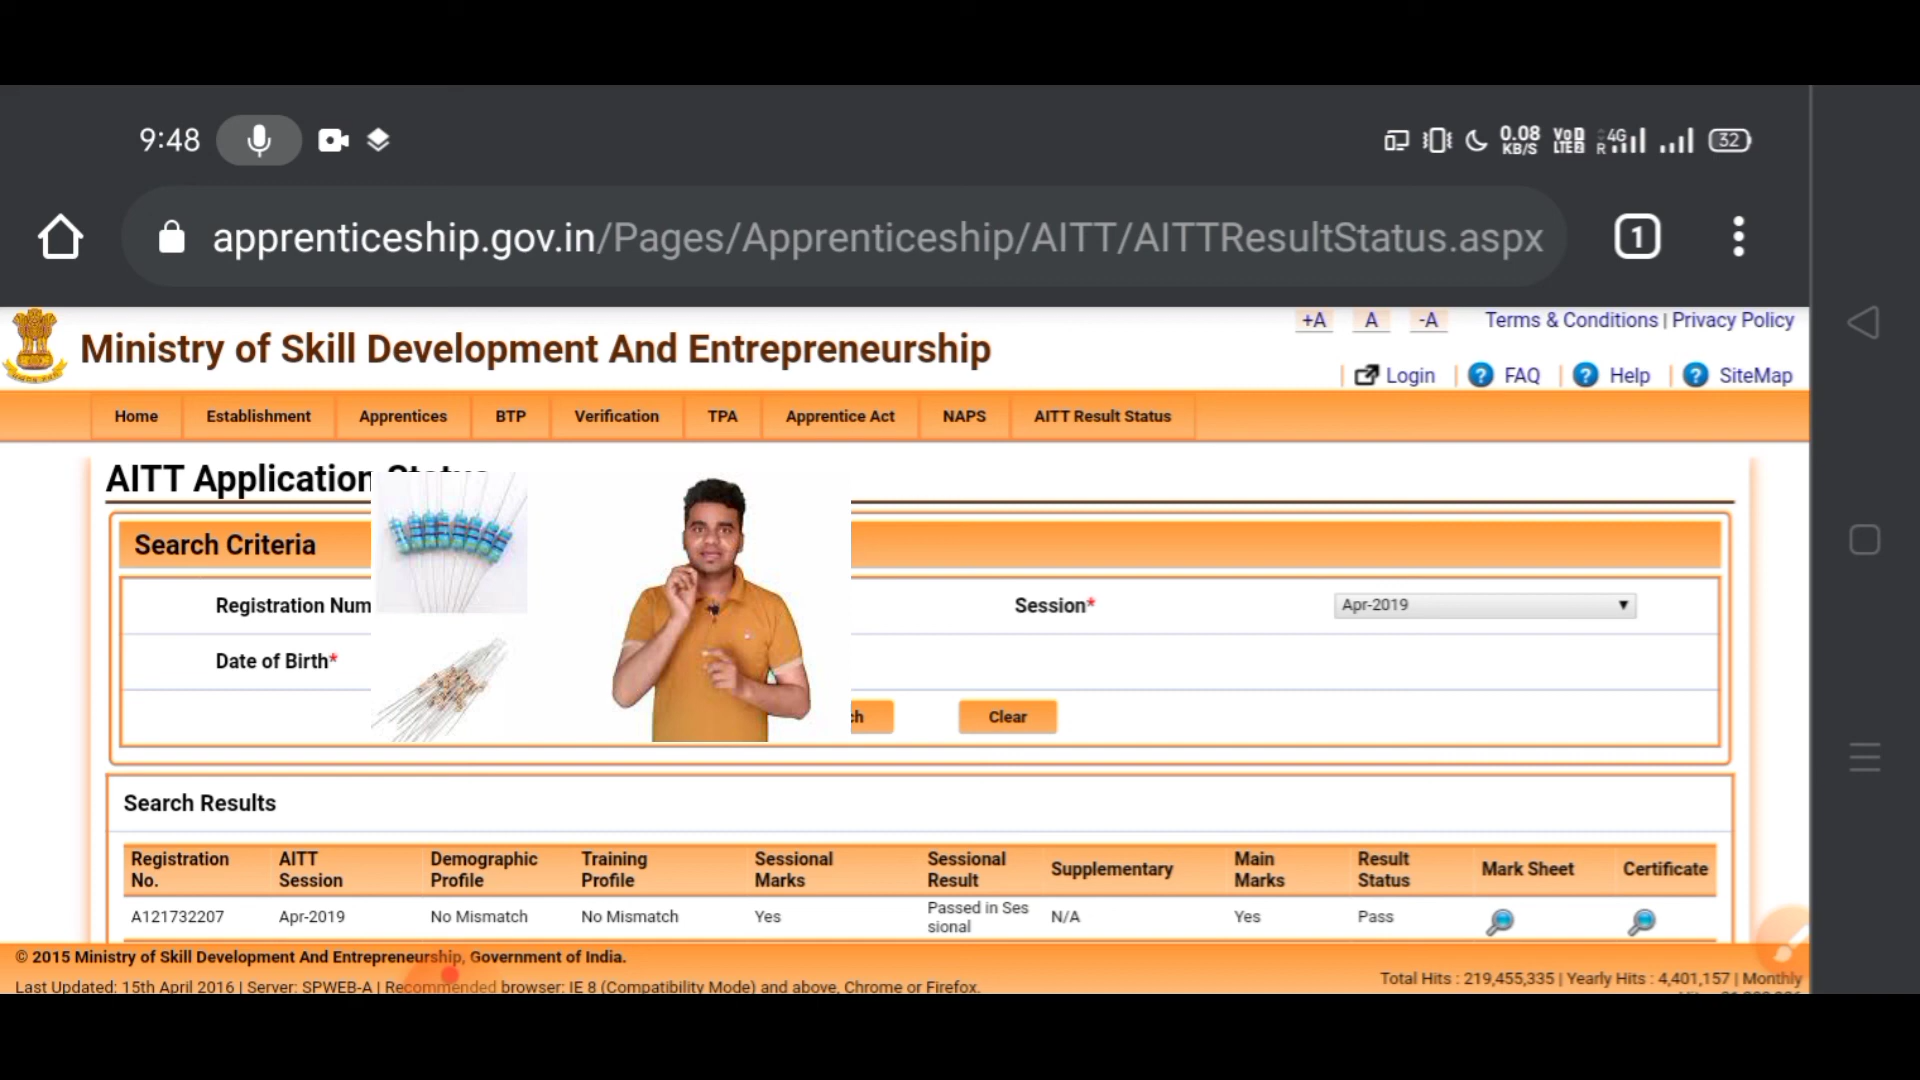 9:48
0.08 KB/S Vo LTE 4G R 32
apprenticeship.gov.in/Pages/Apprenticeship/AITT/AITTResultStatus.aspx 1
+A A -A Terms & Conditions | Privacy Policy
Ministry of Skill Development And Entrepreneurship
Login FAQ Help SiteMap
Home Establishment Apprentices BTP Verification TPA Apprentice Act NAPS AITT Result Status
AITT Application
Search Criteria
Registration Num Session* Apr-2019
Date of Birth*
ch Clear
Search Results
Registration No. AITT Session Demographic Profile Training Profile Sessional Marks Sessional Result Supplementary Main Marks Result Status Mark Sheet Certificate
A121732207 Apr-2019 No Mismatch No Mismatch Yes Passed in Sessional N/A Yes Pass
© 2015 Ministry of Skill Development And Entrepreneurship, Government of India.
Total Hits : 219,455,335 | Yearly Hits : 4,401,157 | Monthly
Last Updated: 15th April 2016 | Server: SPWEB-A | Recommended browser: IE 8 (Compatibility Mode) and above, Chrome or Firefox.